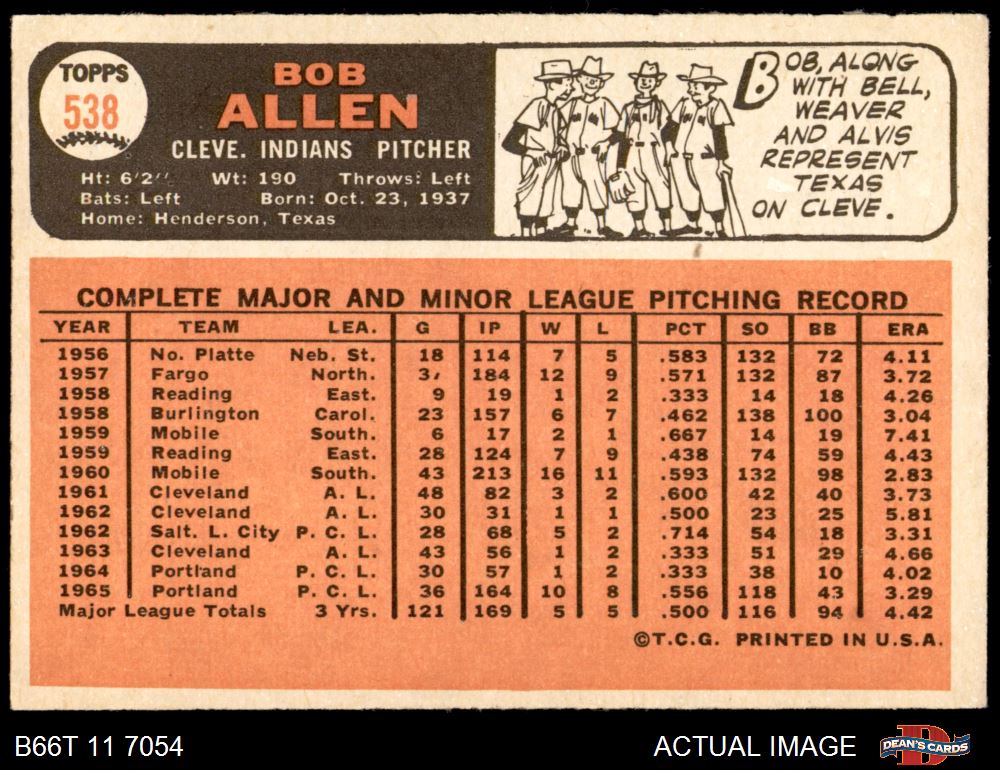 TOPPS
538
BOB
ALLEN
CLEVE. INDIANS PITCHER
Ht: 6'2'' Wt: 190 Throws: Left
Bats: Left Born: Oct. 23, 1937
Home: Henderson, Texas
BOB, ALONG
WITH BELL,
WEAVER
AND ALVIS
REPRESENT
TEXAS
ON CLEVE.
COMPLETE MAJOR AND MINOR LEAGUE PITCHING RECORD
YEAR TEAM LEA. G IP W L PCT SO BB ERA
1956 No. Platte Neb. St. 18 114 7 5 .583 132 72 4.11
1957 Fargo North. 184 12 9 .571 132 87 3.72
1958 Reading East. 9 19 1 2 .333 14 18 4.26
1958 Burlington Carol. 23 157 6 7 .462 138 100 3.04
1959 Mobile South. 6 17 2 1 .667 14 19 7.41
1959 Reading East. 28 124 7 9 .438 74 59 4.43
1960 Mobile South. 43 213 16 11 .593 132 98 2.83
1961 Cleveland A. L. 48 82 3 2 .600 42 40 3.73
1962 Cleveland A. L. 30 31 1 1 .500 23 25 5.81
1962 Salt. L. City P. C. L. 28 68 5 2 .714 54 18 3.31
1963 Cleveland A. L. 43 56 1 2 .333 51 29 4.66
1964 Portland P. C. L. 30 57 1 2 .333 38 10 4.02
1965 Portland P. C. L. 36 164 10 8 .556 118 43 3.29
Major League Totals 3 Yrs. 121 169 5 5 .500 116 94 4.42
©T.C.G. PRINTED IN U.S.A.
B66T 11 7054
ACTUAL IMAGE
DEAN'S CARDS